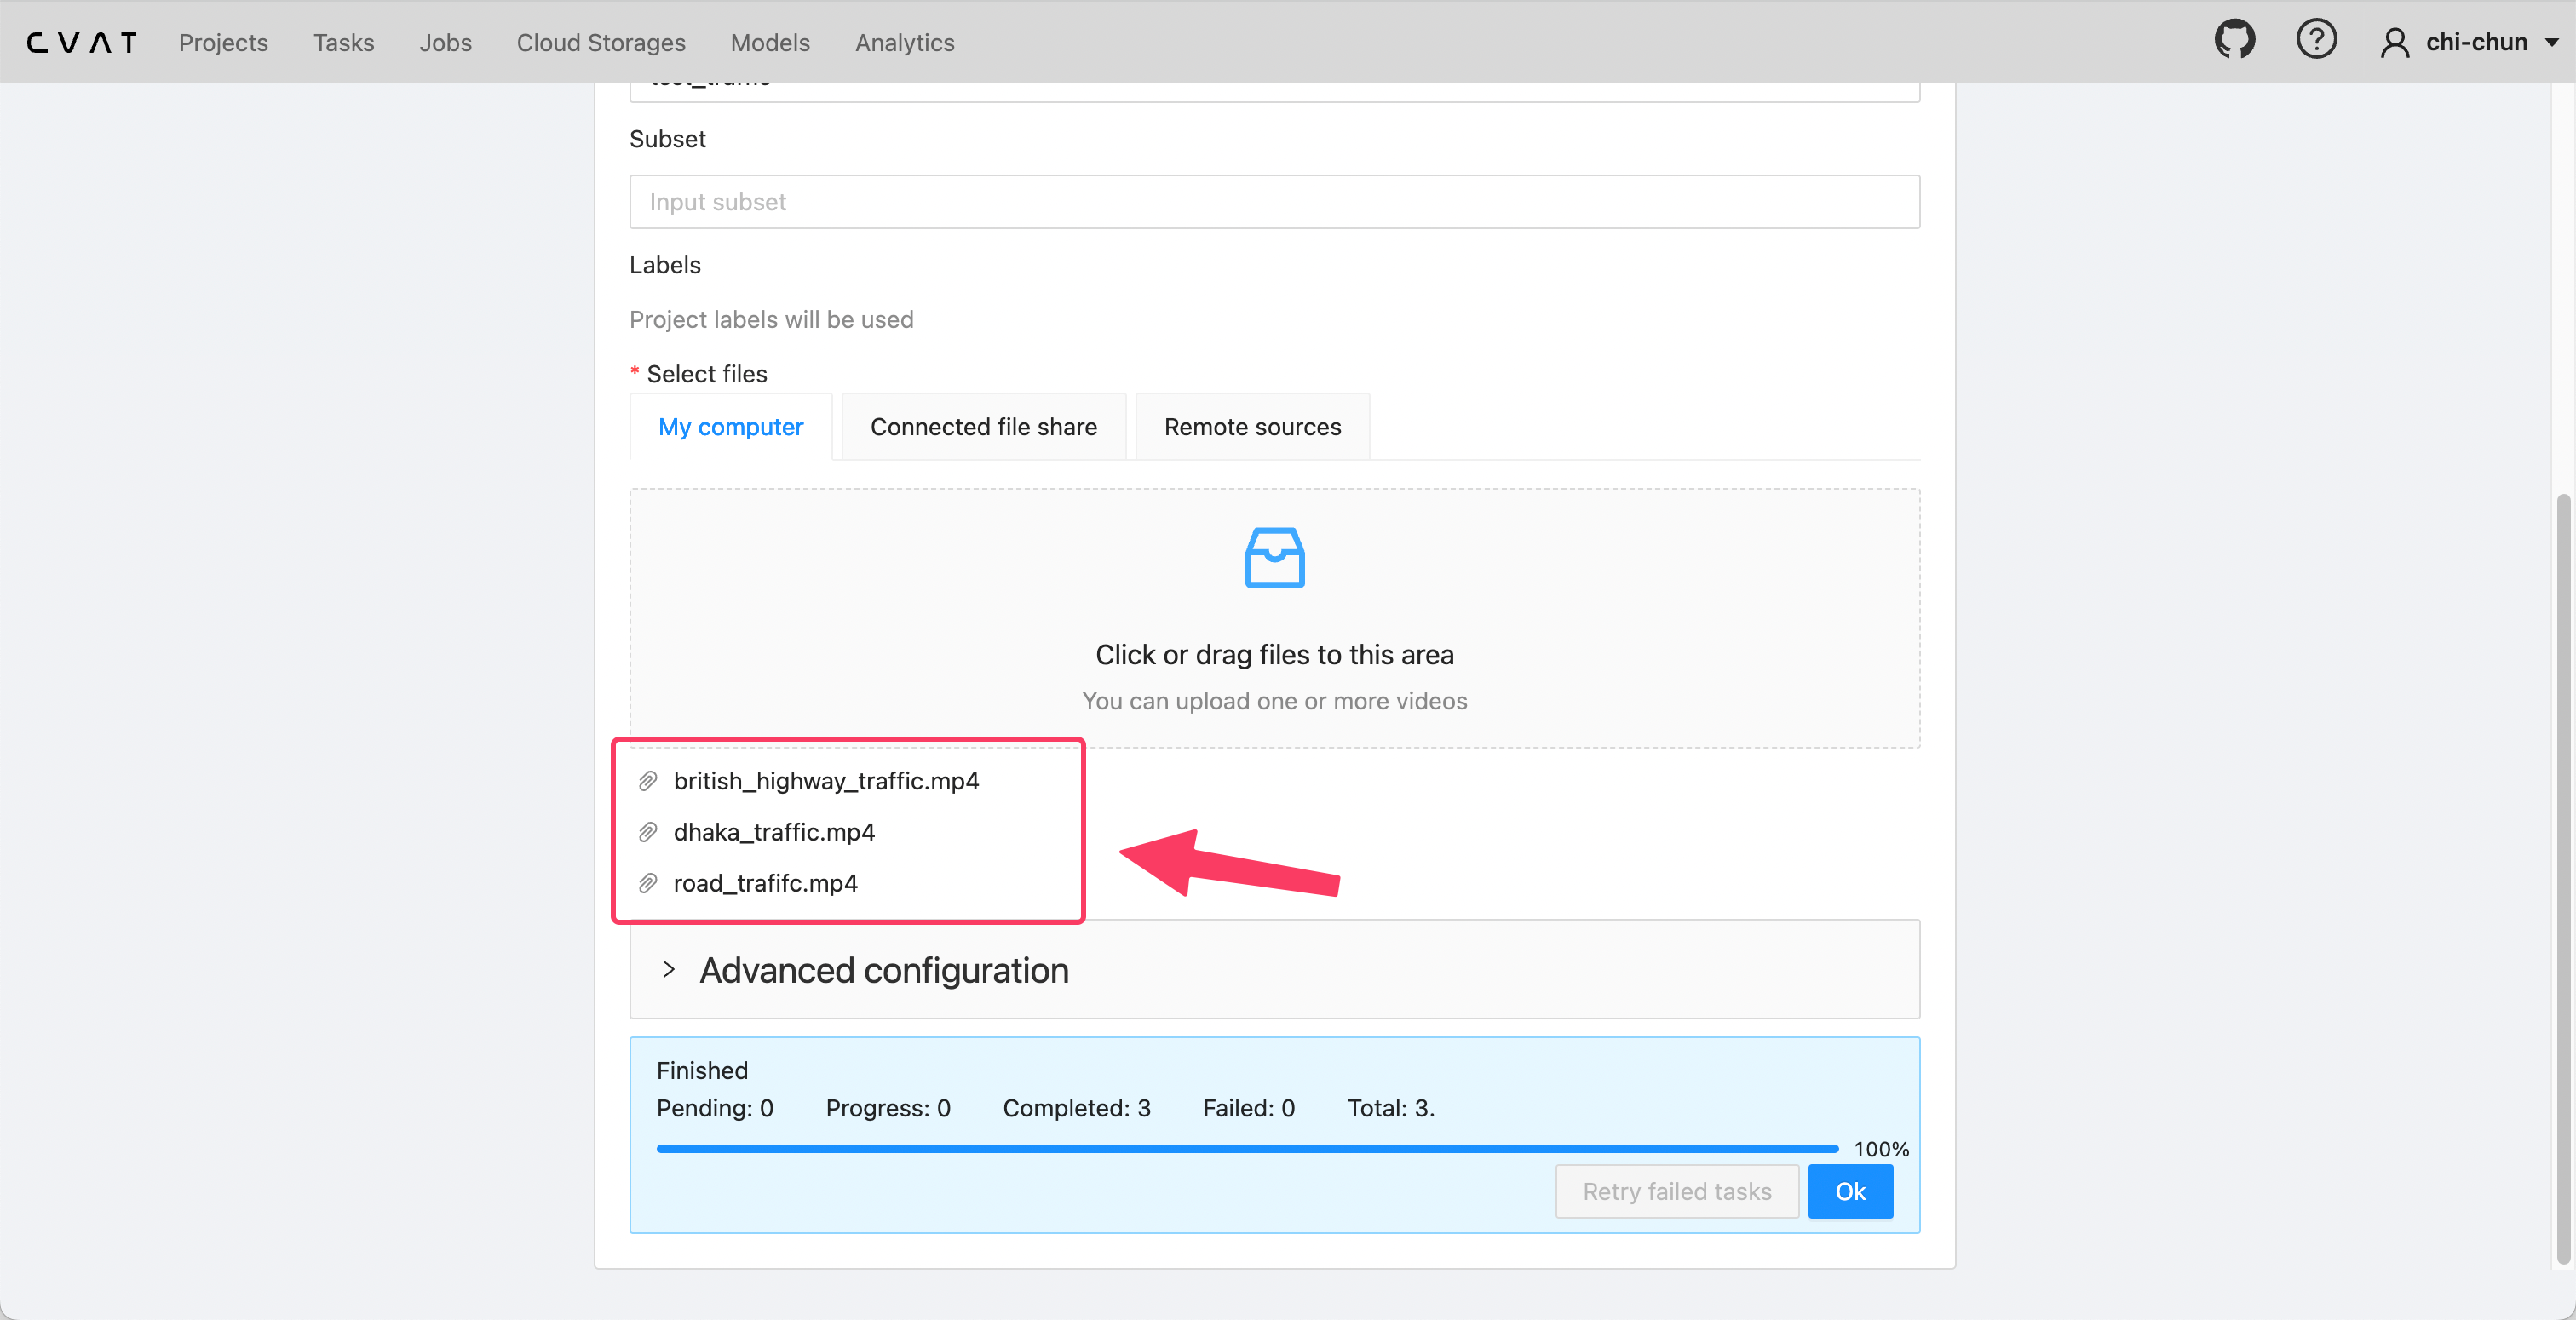 CVAT Projects Tasks Jobs Cloud Storages Models Analytics chi-chun
Subset
Input subset
Labels
Project labels will be used
* Select files
My computer Connected file share Remote sources
Click or drag files to this area
You can upload one or more videos
british_highway_traffic.mp4
dhaka_traffic.mp4
road_trafifc.mp4
Advanced configuration
Finished
Pending: 0 Progress: 0 Completed: 3 Failed: 0 Total: 3.
100%
Retry failed tasks Ok